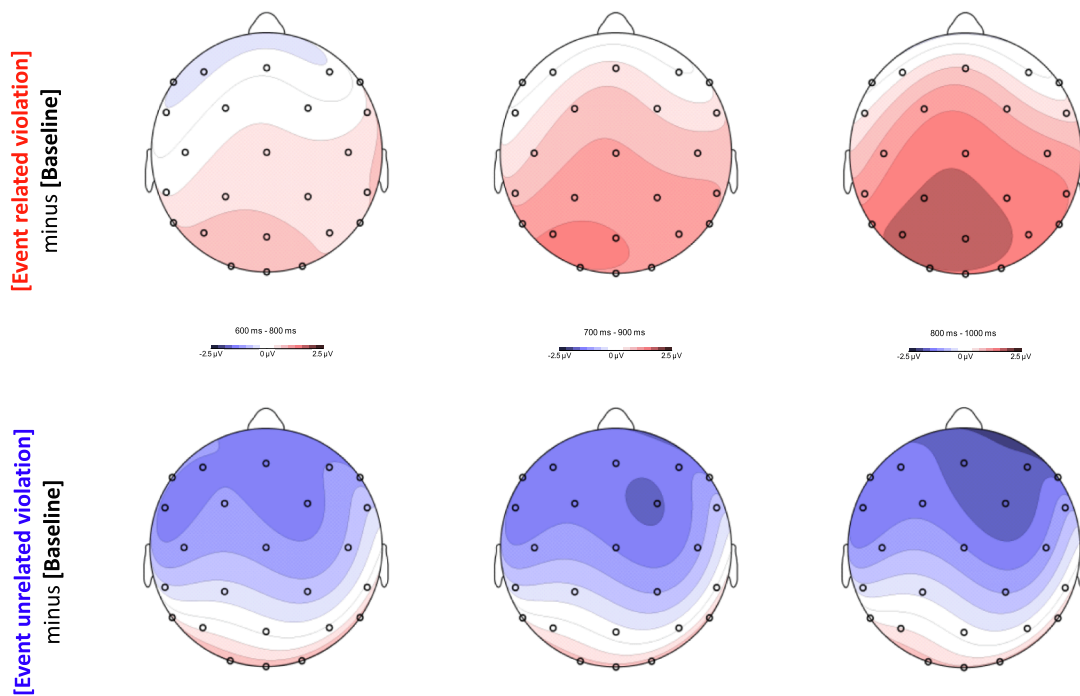 [Event related violation]
minus [Baseline]
600 ms - 800 ms
-2.5 µV 0 µV 2.5 µV
700 ms - 900 ms
-2.5 µV 0 µV 2.5 µV
800 ms - 1000 ms
-2.5 µV 0 µV 2.5 µV
[Event unrelated violation]
minus [Baseline]